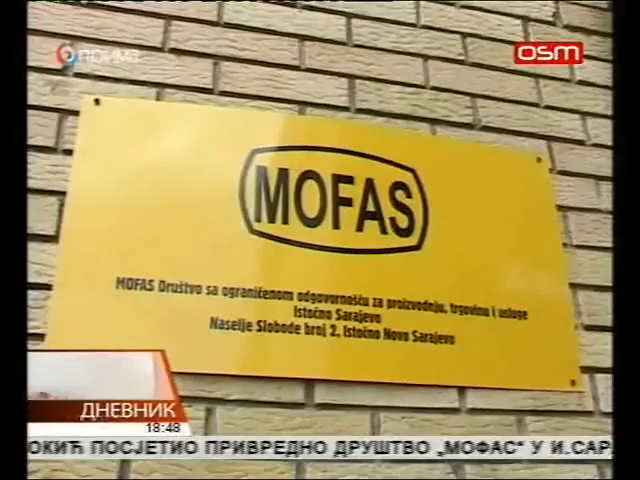 прима
OSM
MOFAS
MOFAS Društvo sa ograničenom odgovornošću za proizvodnju, trgovinu i usluge
Istočno Sarajevo
Naselje Slobode broj 2, Istočno Novo Sarajevo
ДНЕВНИК
18:48
ОКИЋ ПОСЈЕТИО ПРИВРЕДНО ДРУШТВО „МОФАС“ У И.САР